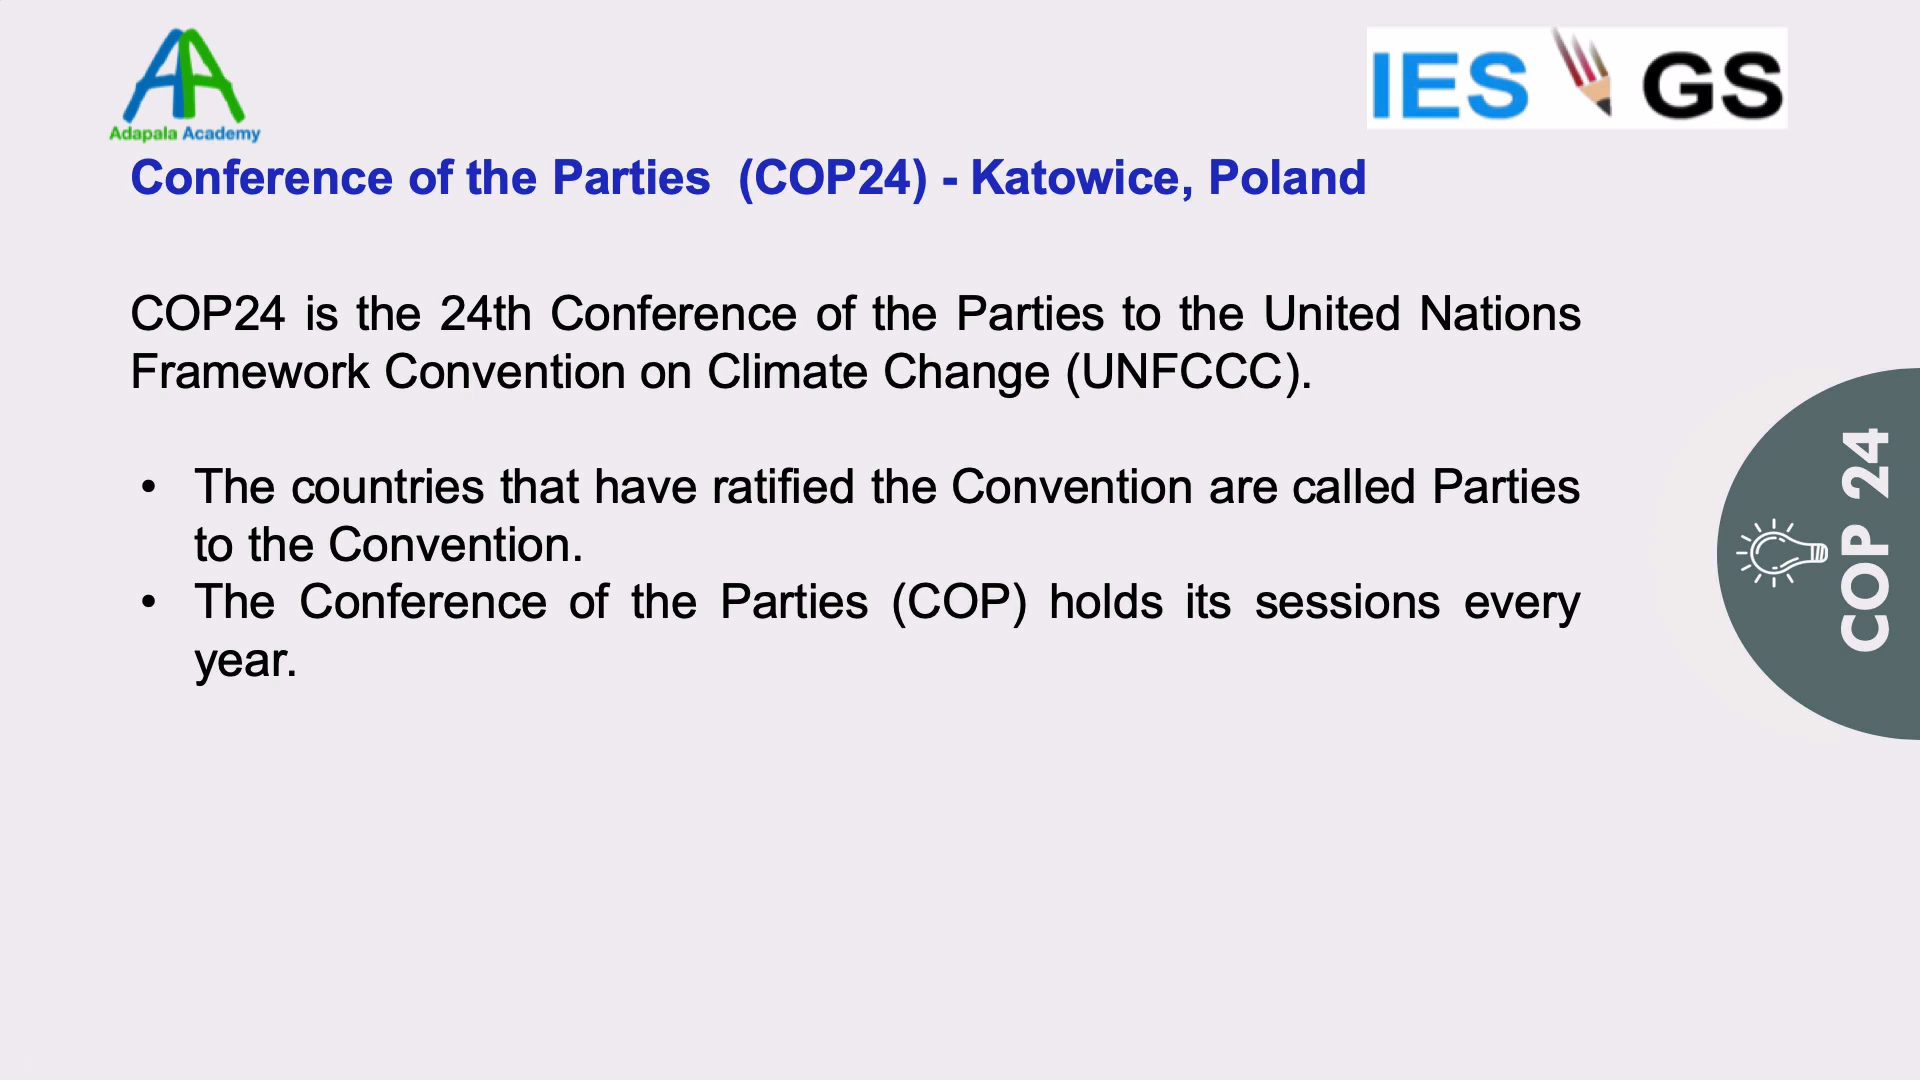 Adapala Academy
IES GS
Conference of the Parties (COP24) - Katowice, Poland
COP24 is the 24th Conference of the Parties to the United Nations
Framework Convention on Climate Change (UNFCCC).
• The countries that have ratified the Convention are called Parties
to the Convention.
• The Conference of the Parties (COP) holds its sessions every
year.
COP 24